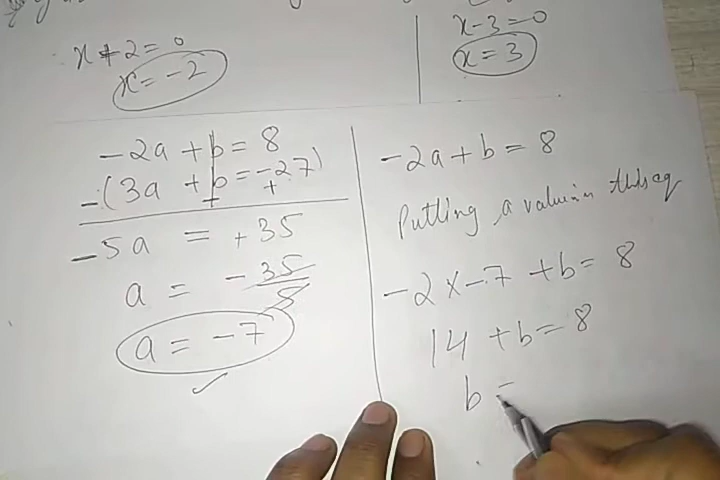 x+2=0
x=-2
x-3=0
x=3
-2a+b=8
-(3a+b=-27)
+
-5a = +35
a = -35/5
a = -7
-2a+b=8
Putting a value in this eq
-2x-7+b=8
14+b=8
b=